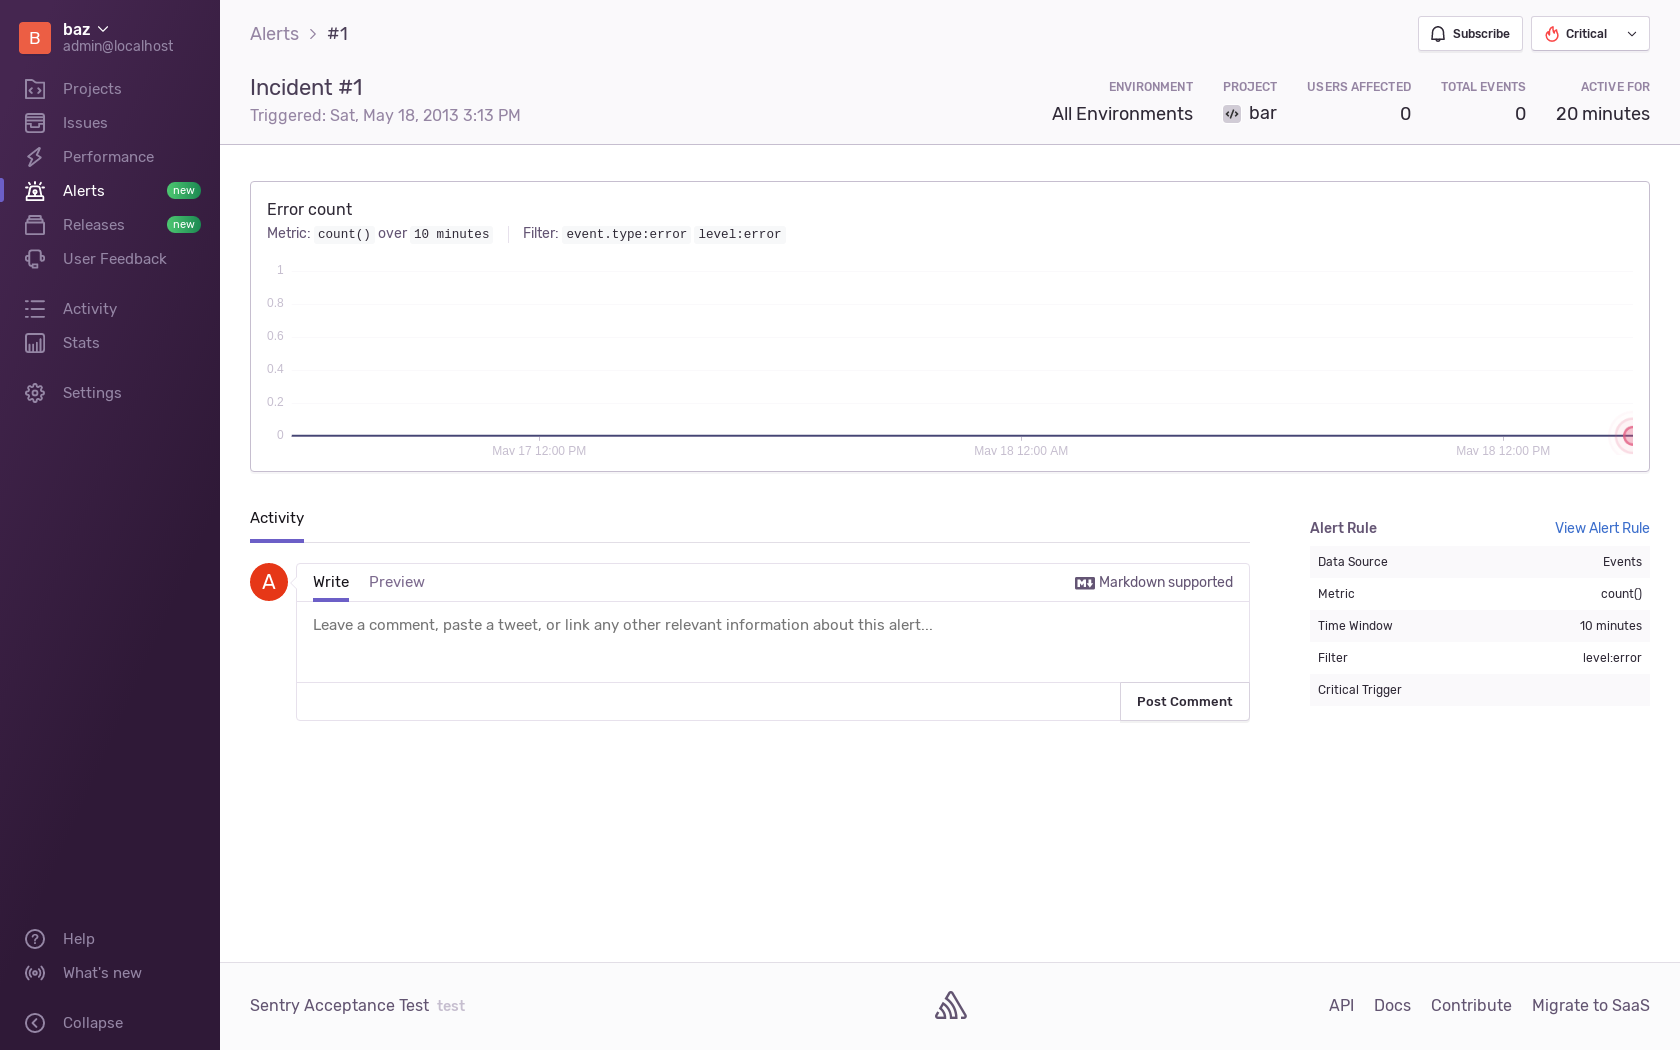 B
baz
admin@localhost
Projects
Issues
Performance
Alerts new
Releases new
User Feedback
Activity
Stats
Settings
Help
What's new
Collapse
Alerts > #1
Subscribe
Critical
Incident #1
Triggered: Sat, May 18, 2013 3:13 PM
ENVIRONMENT
All Environments
PROJECT
bar
USERS AFFECTED
0
TOTAL EVENTS
0
ACTIVE FOR
20 minutes
Error count
Metric: count() over 10 minutes
Filter: event.type:error level:error
1
0.8
0.6
0.4
0.2
0
May 17 12:00 PM
May 18 12:00 AM
May 18 12:00 PM
Activity
A
Write
Preview
Markdown supported
Leave a comment, paste a tweet, or link any other relevant information about this alert...
Post Comment
Alert Rule
View Alert Rule
Data Source Events
Metric count()
Time Window 10 minutes
Filter level:error
Critical Trigger
Sentry Acceptance Test test
API
Docs
Contribute
Migrate to SaaS